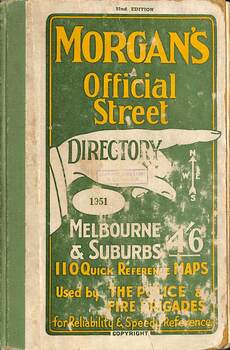 32nd EDITION
MORGAN'S
Official
Street
DIRECTORY
N
W E
S
1951
MELBOURNE
& SUBURBS 4/6
110 QUICK REFERENCE MAPS
Used by THE POLICE &
FIRE BRIGADES
for Reliability & Speedy Reference
COPYRIGHT